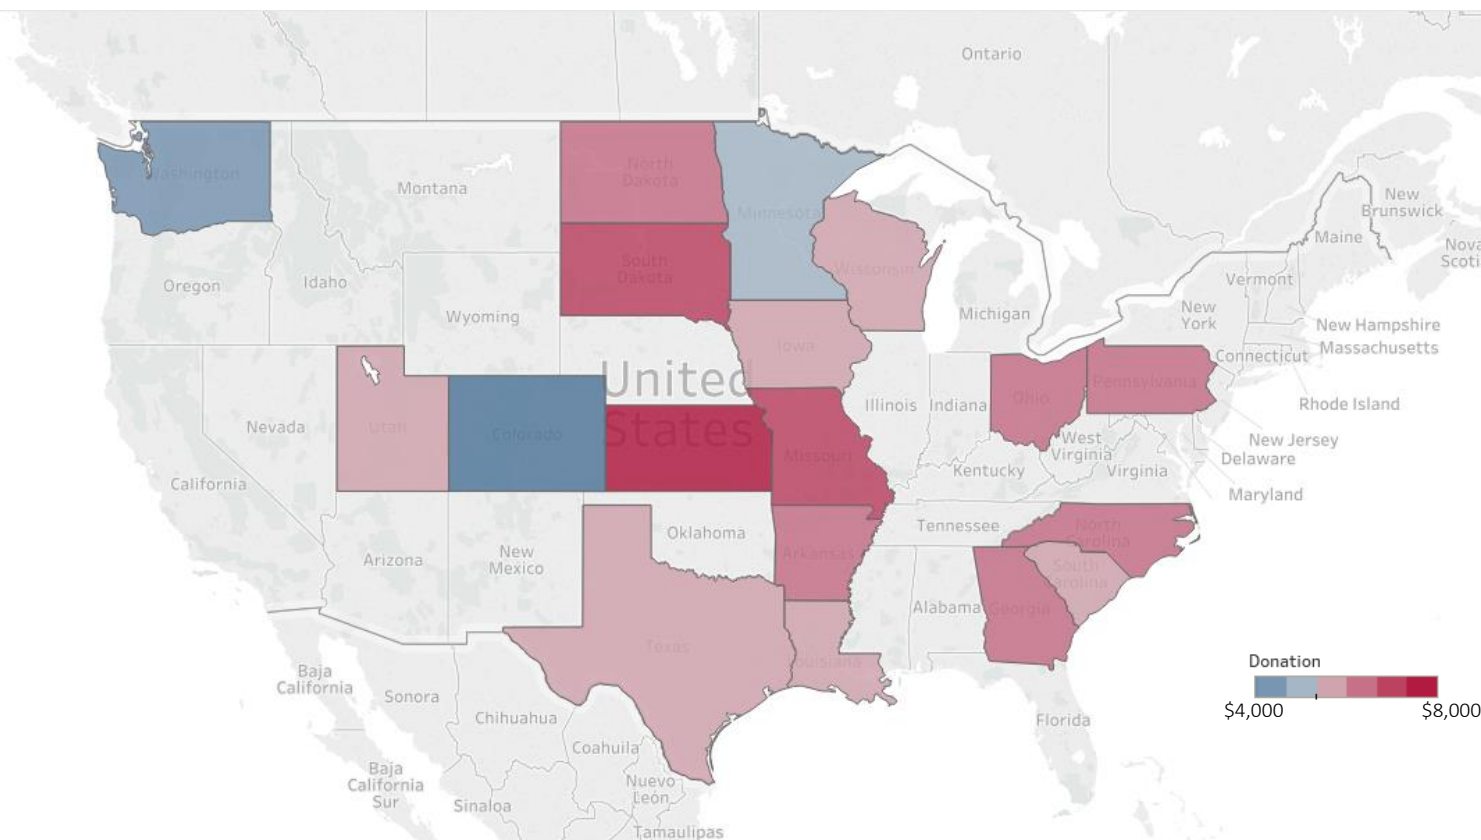 Ontario
Washington
Montana
North
Dakota
Minnesota
New
Brunswick
Maine
Nova
Scoti
South
Dakota
Wisconsin
Oregon
Idaho
Wyoming
Michigan
Vermont
New
York
New Hampshire
Massachusetts
Connecticut
Iowa
United
States
Nevada
Utah
Colorado
Missouri
Illinois
Indiana
Ohio
Pennsylvania
Rhode Island
New Jersey
Delaware
West
Virginia
Virginia
Maryland
California
Kentucky
Arizona
New
Mexico
Oklahoma
Arkansas
Tennessee
North
Carolina
South
Carolina
Alabama
Georgia
Texas
Louisiana
Baja
California
Sonora
Chihuahua
Coahuila
Florida
Baja
California
Sur
Sinaloa
Nuevo
León
Tamaulipas
Donation
$4,000
$8,000